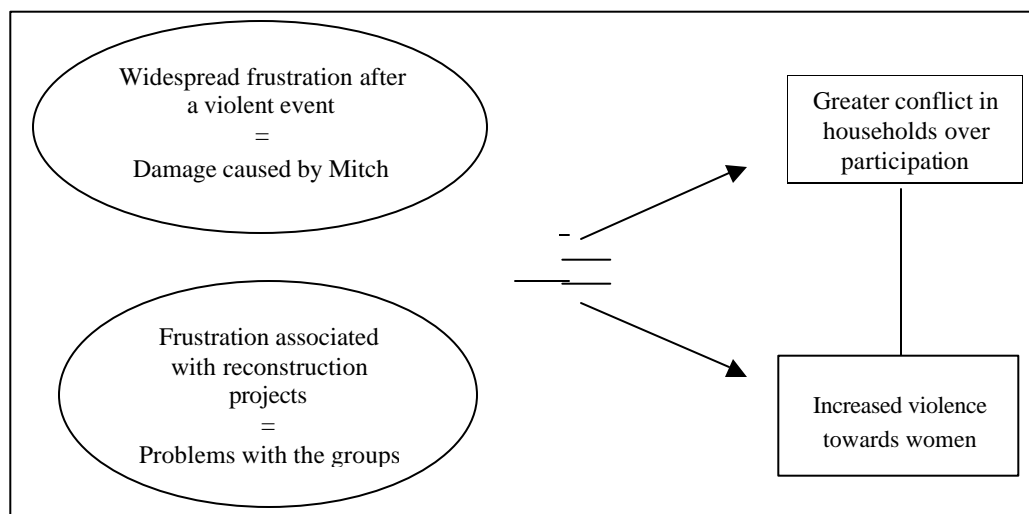 Widespread frustration after
a violent event
=
Damage caused by Mitch
Frustration associated
with reconstruction
projects
=
Problems with the groups
Greater conflict in
households over
participation
Increased violence
towards women